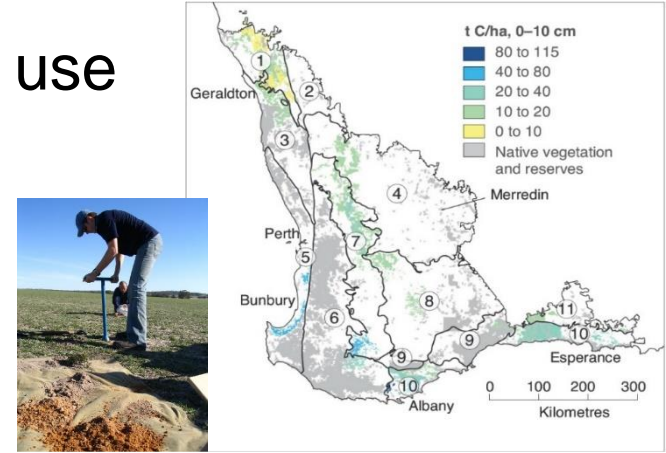 use
t C/ha, 0–10 cm
80 to 115
40 to 80
20 to 40
10 to 20
0 to 10
Native vegetation
and reserves
1
2
Geraldton
3
4
Merredin
Perth
5
7
Bunbury
6
8
11
9
9
10
10
Esperance
Albany
0 100 200 300
Kilometres